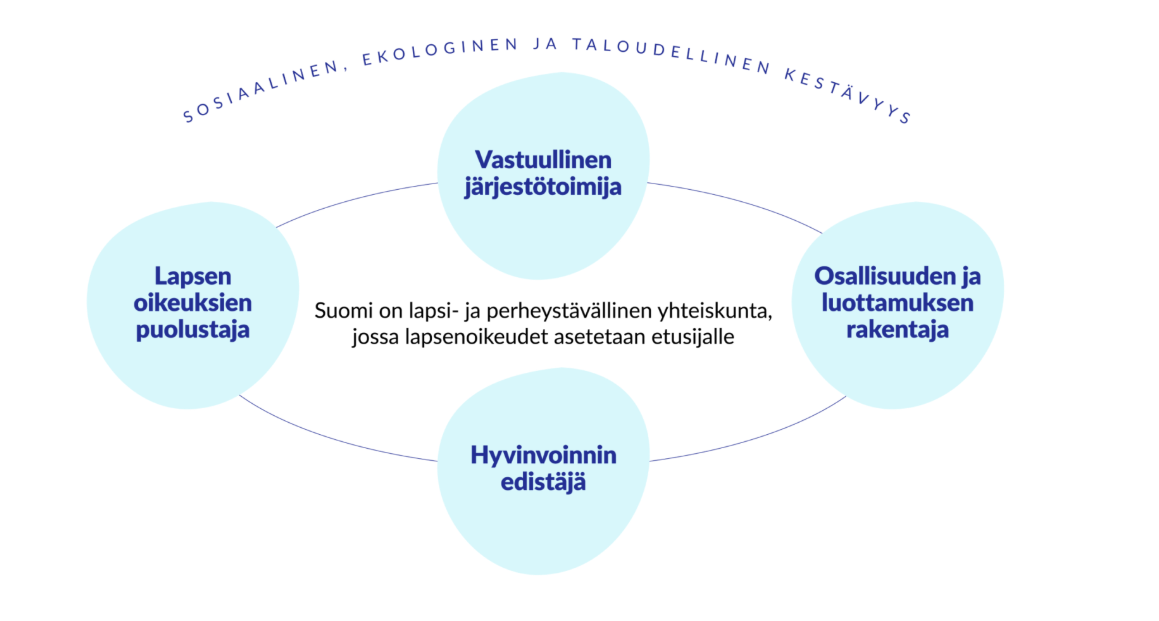 SOSIAALINEN, EKOLOGINEN JA TALOUDELLINEN KESTÄVYYS
Vastuullinen
järjestötoimija
Lapsen
oikeuksien
puolustaja
Osallisuuden ja
luottamuksen
rakentaja
Suomi on lapsi- ja perheystävällinen yhteiskunta,
jossa lapsenoikeudet asetetaan etusijalle
Hyvinvoinnin
edistäjä